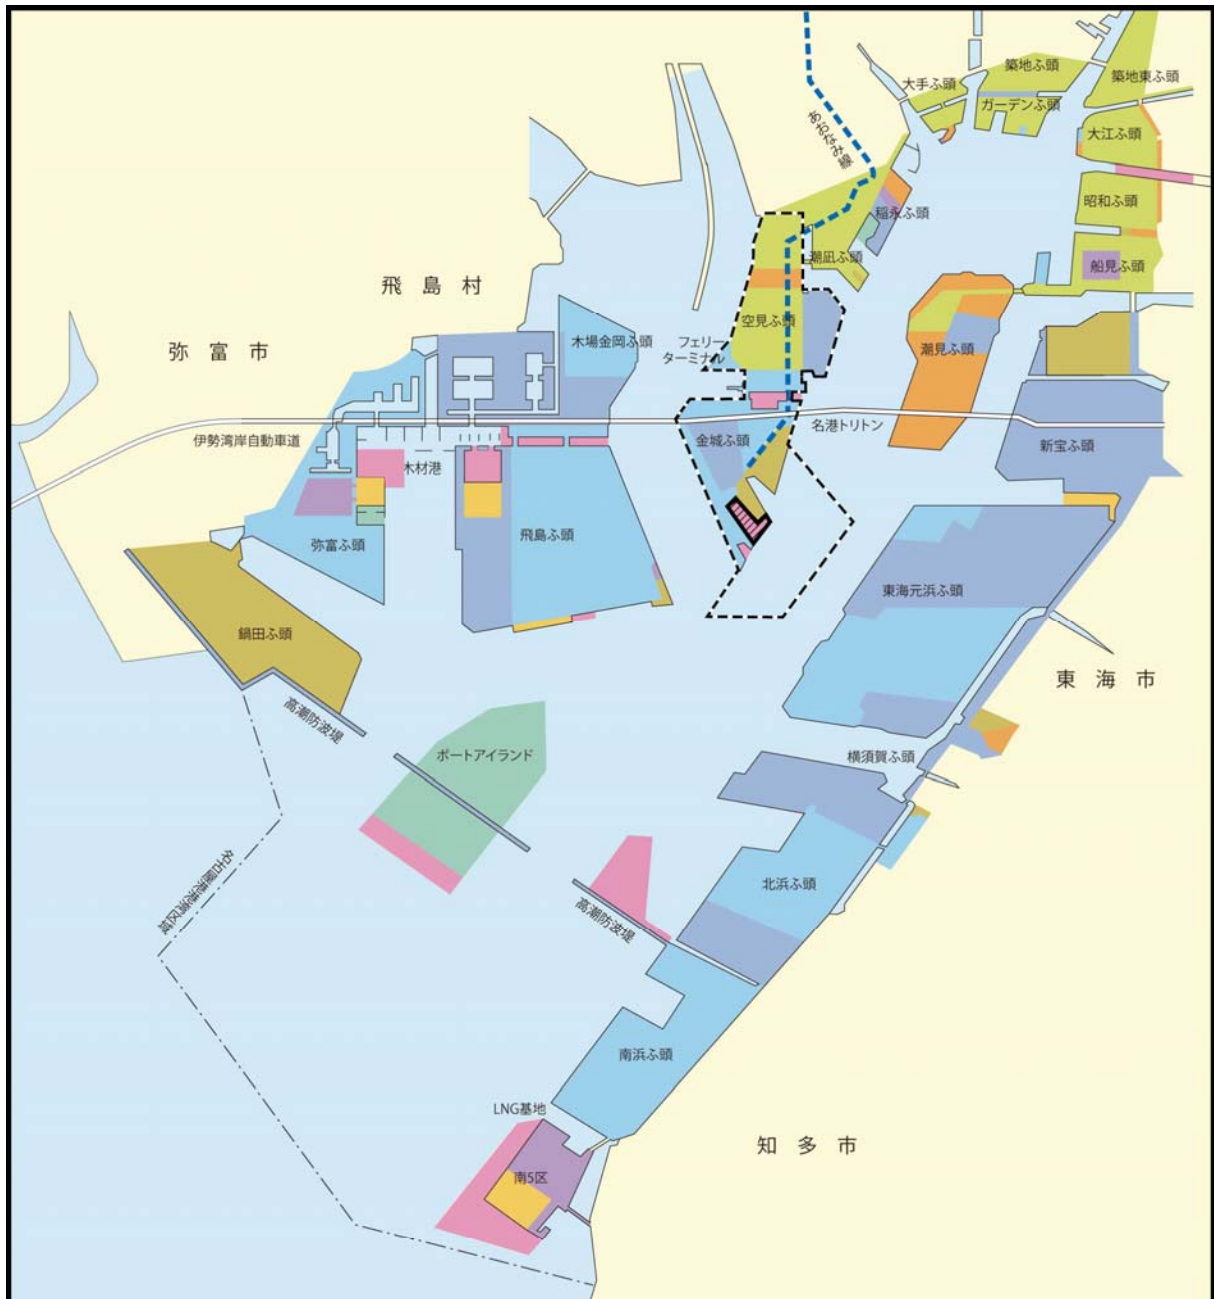 築地ふ頭
築地東ふ頭
大手ふ頭
ガーデンふ頭
大江ふ頭
あおなみ線
昭和ふ頭
稲永ふ頭
潮凪ふ頭
船見ふ頭
飛島村
空見ふ頭
木場金岡ふ頭
フェリー
ターミナル
潮見ふ頭
弥富市
伊勢湾岸自動車道
金城ふ頭
名港トリトン
新宝ふ頭
木材港
飛島ふ頭
弥富ふ頭
東海元浜ふ頭
鍋田ふ頭
東海市
高潮防波堤
ポートアイランド
横須賀ふ頭
名古屋港港湾区域
北浜ふ頭
高潮防波堤
南浜ふ頭
LNG基地
知多市
南5区